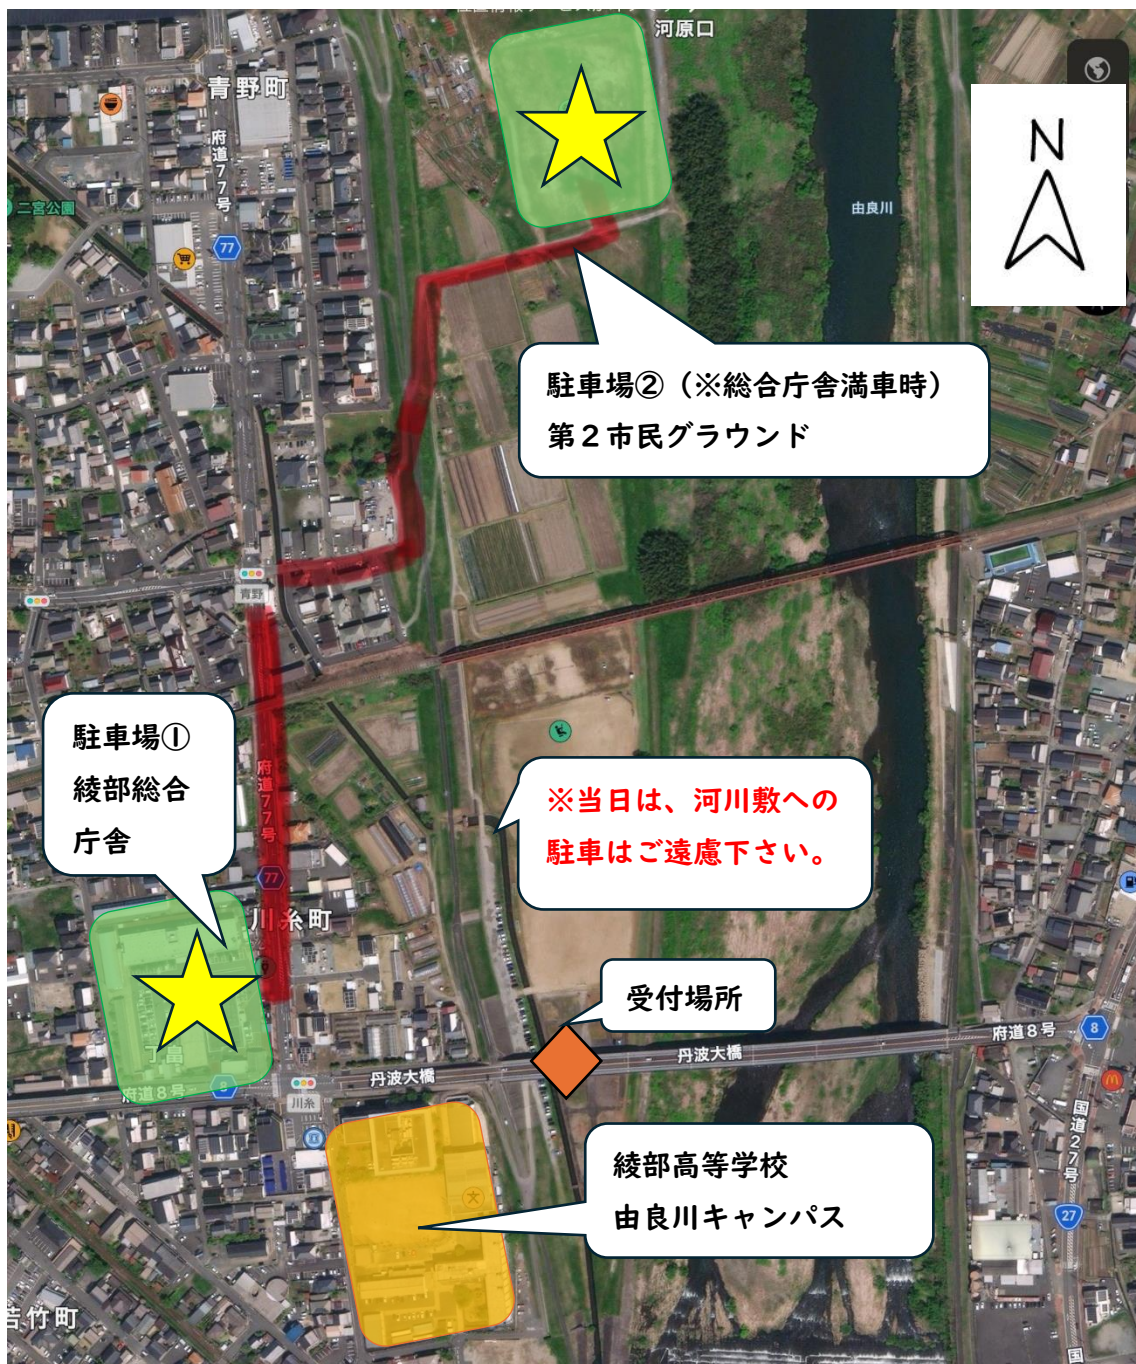 河原口
青野町
府道77号
N
二宮公園
由良川
77
駐車場②（※総合庁舎満車時）
第２市民グラウンド
青野
駐車場①
綾部総合
庁舎
府道77号
※当日は、河川敷への
駐車はご遠慮下さい。
77
川糸町
受付場所
丁畠
府道8号
8
丹波大橋
丹波大橋
府道8号
8
川糸
国道27号
綾部高等学校
由良川キャンパス
文
27
若竹町
国